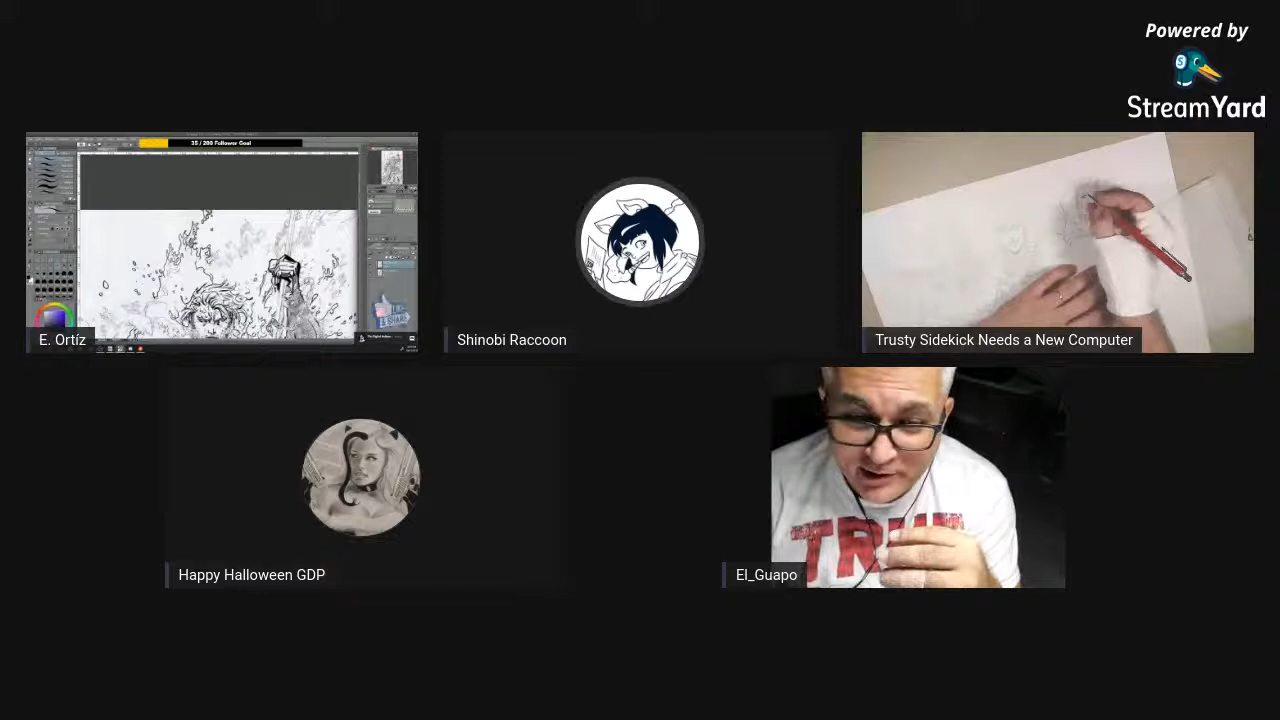 Powered by
StreamYard
35 / 200 Follower Goal
E. Ortíz
Shinobi Raccoon
Trusty Sidekick Needs a New Computer
Happy Halloween GDP
El_Guapo